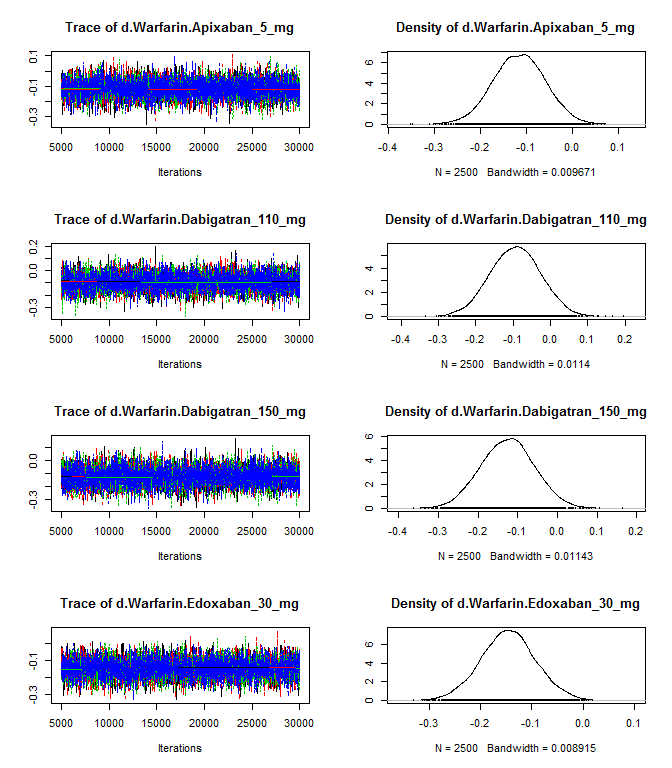 Trace of d.Warfarin.Apixaban_5_mg
0.1
-0.1
-0.3
5000 10000 15000 20000 25000 30000
Iterations
Density of d.Warfarin.Apixaban_5_mg
6
4
2
0
-0.4 -0.3 -0.2 -0.1 0.0 0.1
N = 2500 Bandwidth = 0.009671
Trace of d.Warfarin.Dabigatran_110_mg
0.2
0.0
-0.3
5000 10000 15000 20000 25000 30000
Iterations
Density of d.Warfarin.Dabigatran_110_mg
4
2
0
-0.4 -0.3 -0.2 -0.1 0.0 0.1 0.2
N = 2500 Bandwidth = 0.0114
Trace of d.Warfarin.Dabigatran_150_mg
0.0
-0.3
5000 10000 15000 20000 25000 30000
Iterations
Density of d.Warfarin.Dabigatran_150_mg
6
4
2
0
-0.4 -0.3 -0.2 -0.1 0.0 0.1 0.2
N = 2500 Bandwidth = 0.01143
Trace of d.Warfarin.Edoxaban_30_mg
-0.1
-0.3
5000 10000 15000 20000 25000 30000
Iterations
Density of d.Warfarin.Edoxaban_30_mg
6
4
2
0
-0.3 -0.2 -0.1 0.0 0.1
N = 2500 Bandwidth = 0.008915